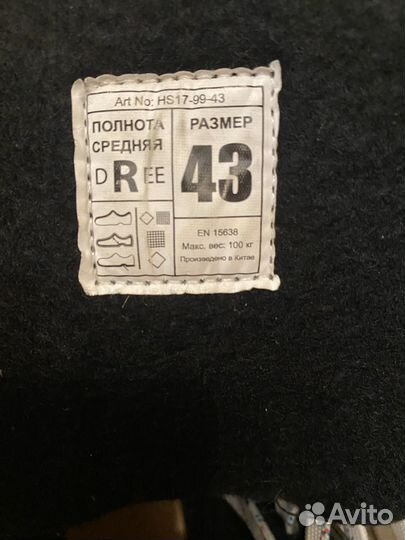 Art No: HS17-99-43
ПОЛНОТА
СРЕДНЯЯ
D R EE
РАЗМЕР
43
EN 15638
Макс. вес: 100 кг
Произведено в Китае
Avito